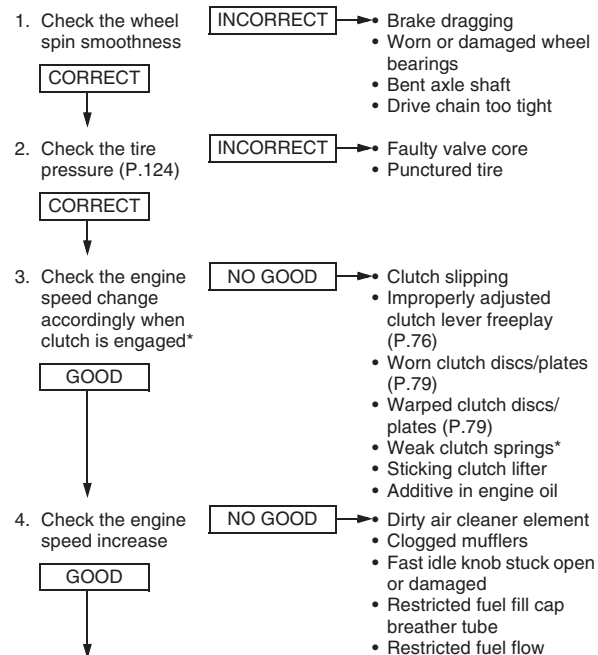 1. Check the wheel
spin smoothness
INCORRECT
• Brake dragging
• Worn or damaged wheel
bearings
• Bent axle shaft
• Drive chain too tight
CORRECT
2. Check the tire
pressure (P.124)
INCORRECT
• Faulty valve core
• Punctured tire
CORRECT
3. Check the engine
speed change
accordingly when
clutch is engaged*
NO GOOD
• Clutch slipping
• Improperly adjusted
clutch lever freeplay
(P.76)
• Worn clutch discs/plates
(P.79)
• Warped clutch discs/
plates (P.79)
• Weak clutch springs*
• Sticking clutch lifter
• Additive in engine oil
GOOD
4. Check the engine
speed increase
NO GOOD
• Dirty air cleaner element
• Clogged mufflers
• Fast idle knob stuck open
or damaged
• Restricted fuel fill cap
breather tube
• Restricted fuel flow
GOOD